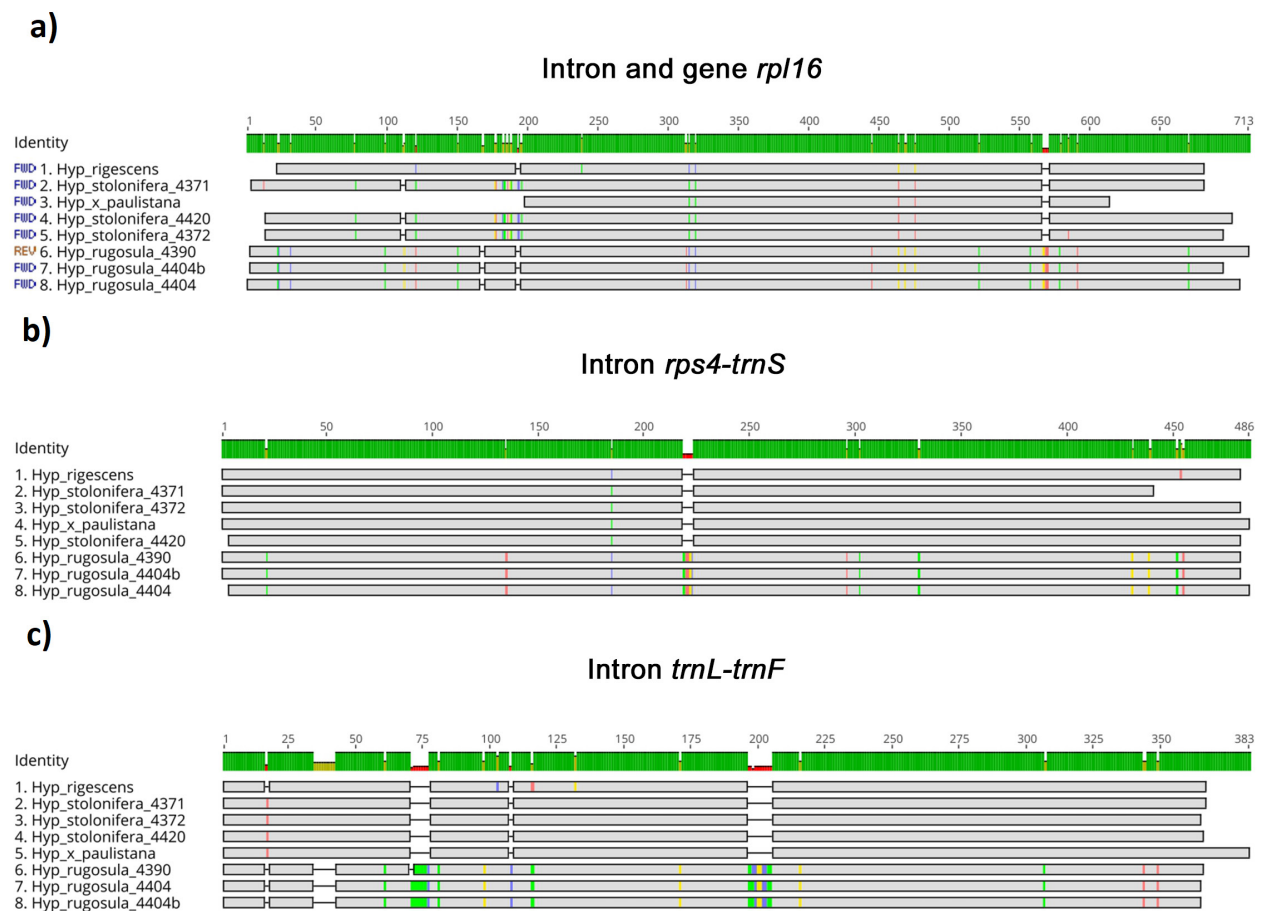 a)
Intron and gene rpl16
1 50 100 150 200 250 300 350 400 450 500 550 600 650 713
Identity
FWD 1. Hyp_rigescens
FWD 2. Hyp_stolonifera_4371
FWD 3. Hyp_x_paulistana
FWD 4. Hyp_stolonifera_4420
FWD 5. Hyp_stolonifera_4372
REV 6. Hyp_rugosula_4390
FWD 7. Hyp_rugosula_4404b
FWD 8. Hyp_rugosula_4404
b)
Intron rps4-trnS
1 50 100 150 200 250 300 350 400 450 486
Identity
1. Hyp_rigescens
2. Hyp_stolonifera_4371
3. Hyp_stolonifera_4372
4. Hyp_x_paulistana
5. Hyp_stolonifera_4420
6. Hyp_rugosula_4390
7. Hyp_rugosula_4404b
8. Hyp_rugosula_4404
c)
Intron trnL-trnF
1 25 50 75 100 125 150 175 200 225 250 275 300 325 350 383
Identity
1. Hyp_rigescens
2. Hyp_stolonifera_4371
3. Hyp_stolonifera_4372
4. Hyp_stolonifera_4420
5. Hyp_x_paulistana
6. Hyp_rugosula_4390
7. Hyp_rugosula_4404
8. Hyp_rugosula_4404b